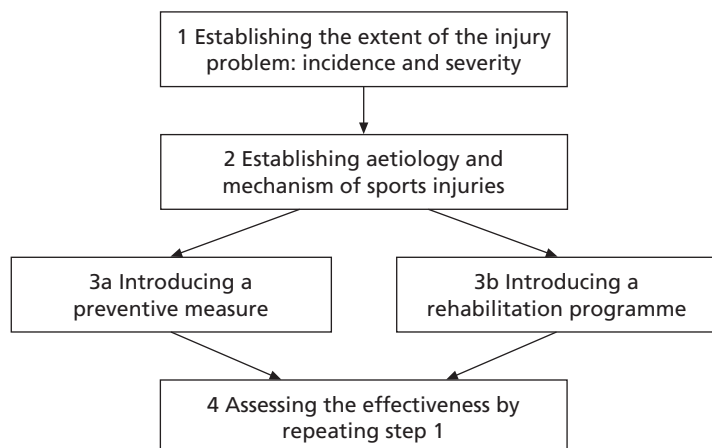 1 Establishing the extent of the injury
problem: incidence and severity
2 Establishing aetiology and
mechanism of sports injuries
3a Introducing a
preventive measure
3b Introducing a
rehabilitation programme
4 Assessing the effectiveness by
repeating step 1